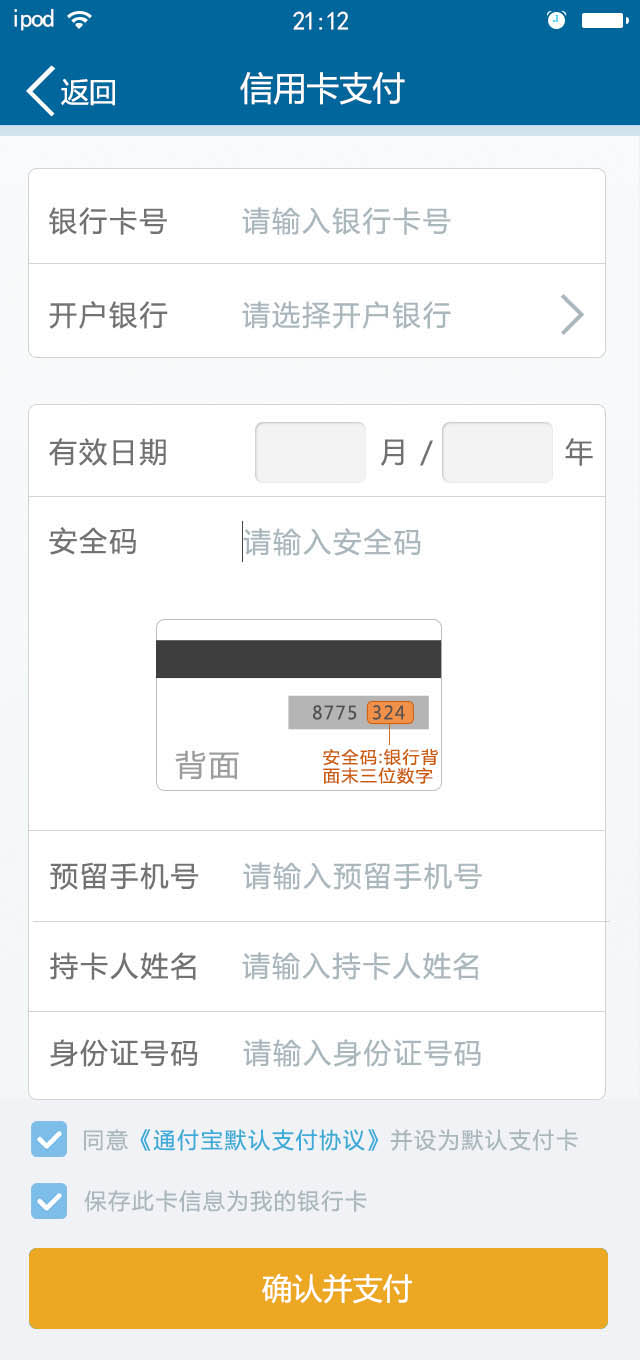 ipod 21:12
返回 信用卡支付
银行卡号 请输入银行卡号
开户银行 请选择开户银行
有效日期 月 / 年
安全码 请输入安全码
8775 324
背面
安全码:银行背
面末三位数字
预留手机号 请输入预留手机号
持卡人姓名 请输入持卡人姓名
身份证号码 请输入身份证号码
同意《通付宝默认支付协议》并设为默认支付卡
保存此卡信息为我的银行卡
确认并支付